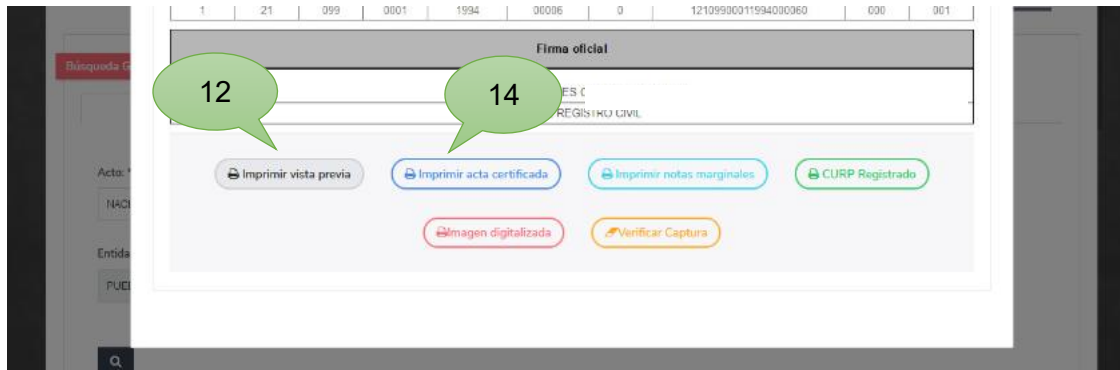 1 21 099 0001 1994 00006 0 12109900011994000060 000 001
Firma oficial
Búsqueda G
12
14
ES
REGISTRO CIVIL
Acto: *
Imprimir vista previa
Imprimir acta certificada
Imprimir notas marginales
CURP Registrado
NACI
Imagen digitalizada
Verificar Captura
Entida
PUE